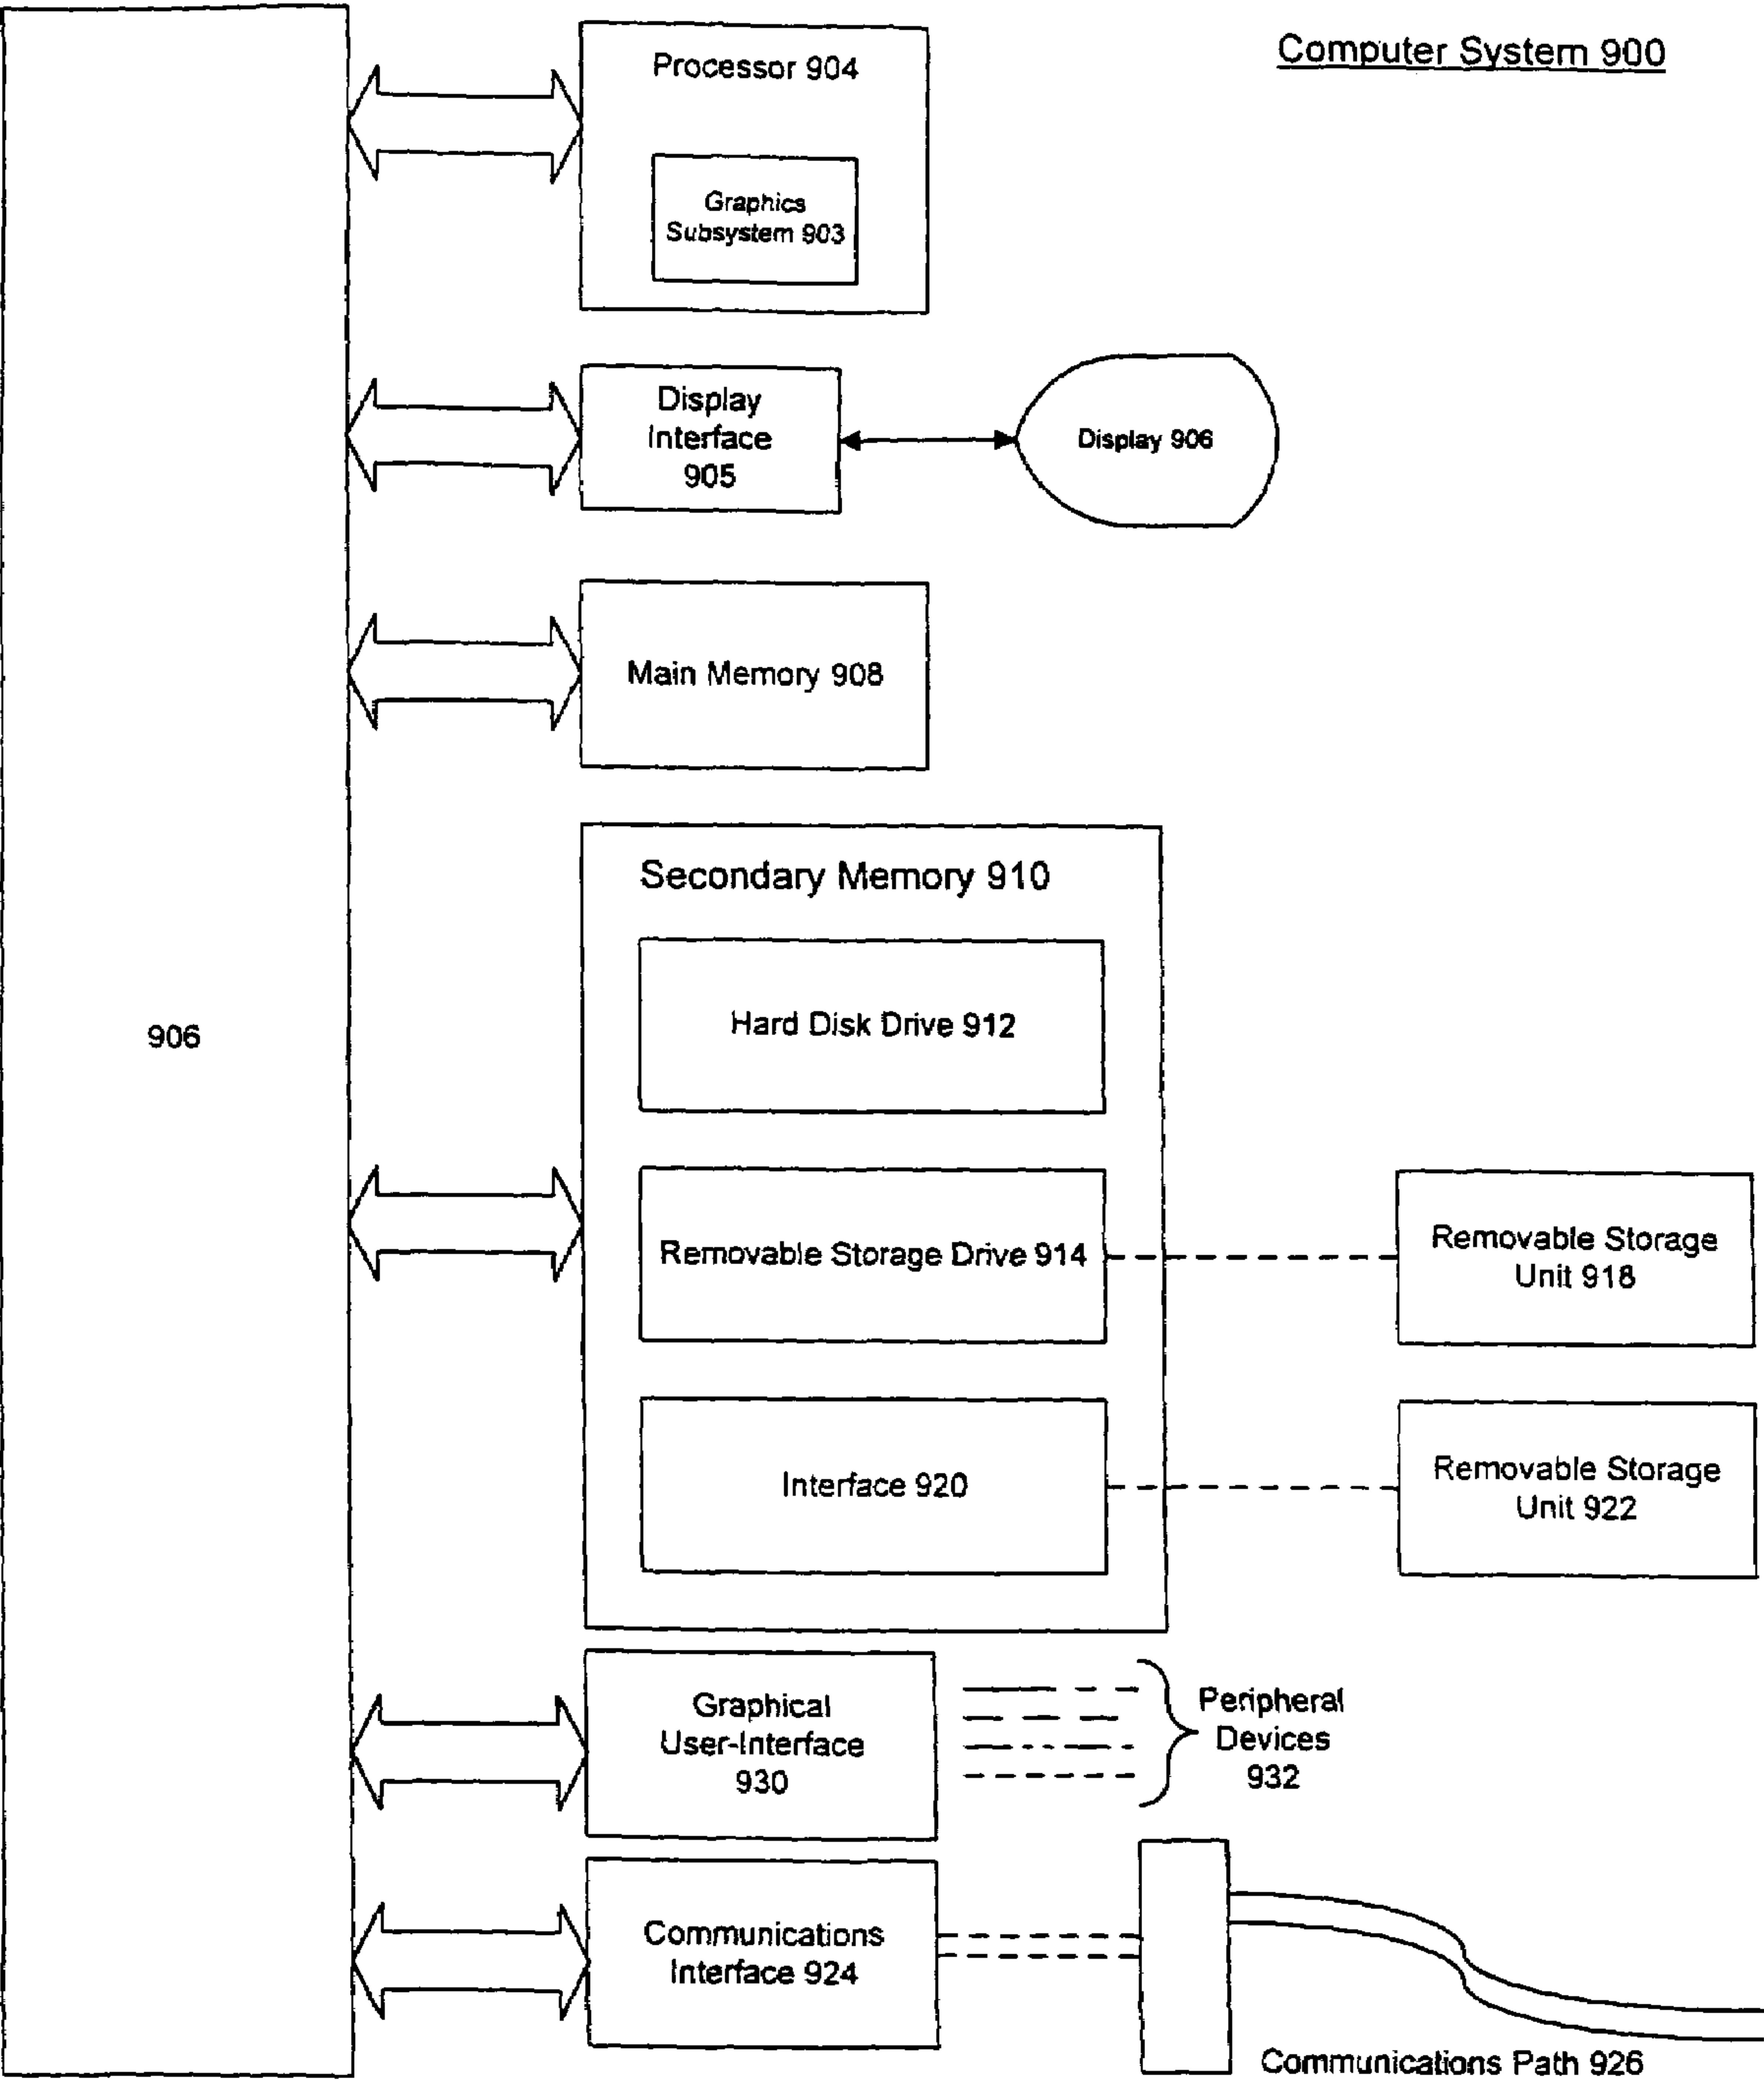 Computer System 900
Processor 904
Graphics
Subsystem 903
Display
Interface
905
Display 906
Main Memory 908
Secondary Memory 910
Hard Disk Drive 912
906
Removable Storage Drive 914
Removable Storage
Unit 918
Interface 920
Removable Storage
Unit 922
Graphical
User-Interface
930
Peripheral
Devices
932
Communications
Interface 924
Communications Path 926